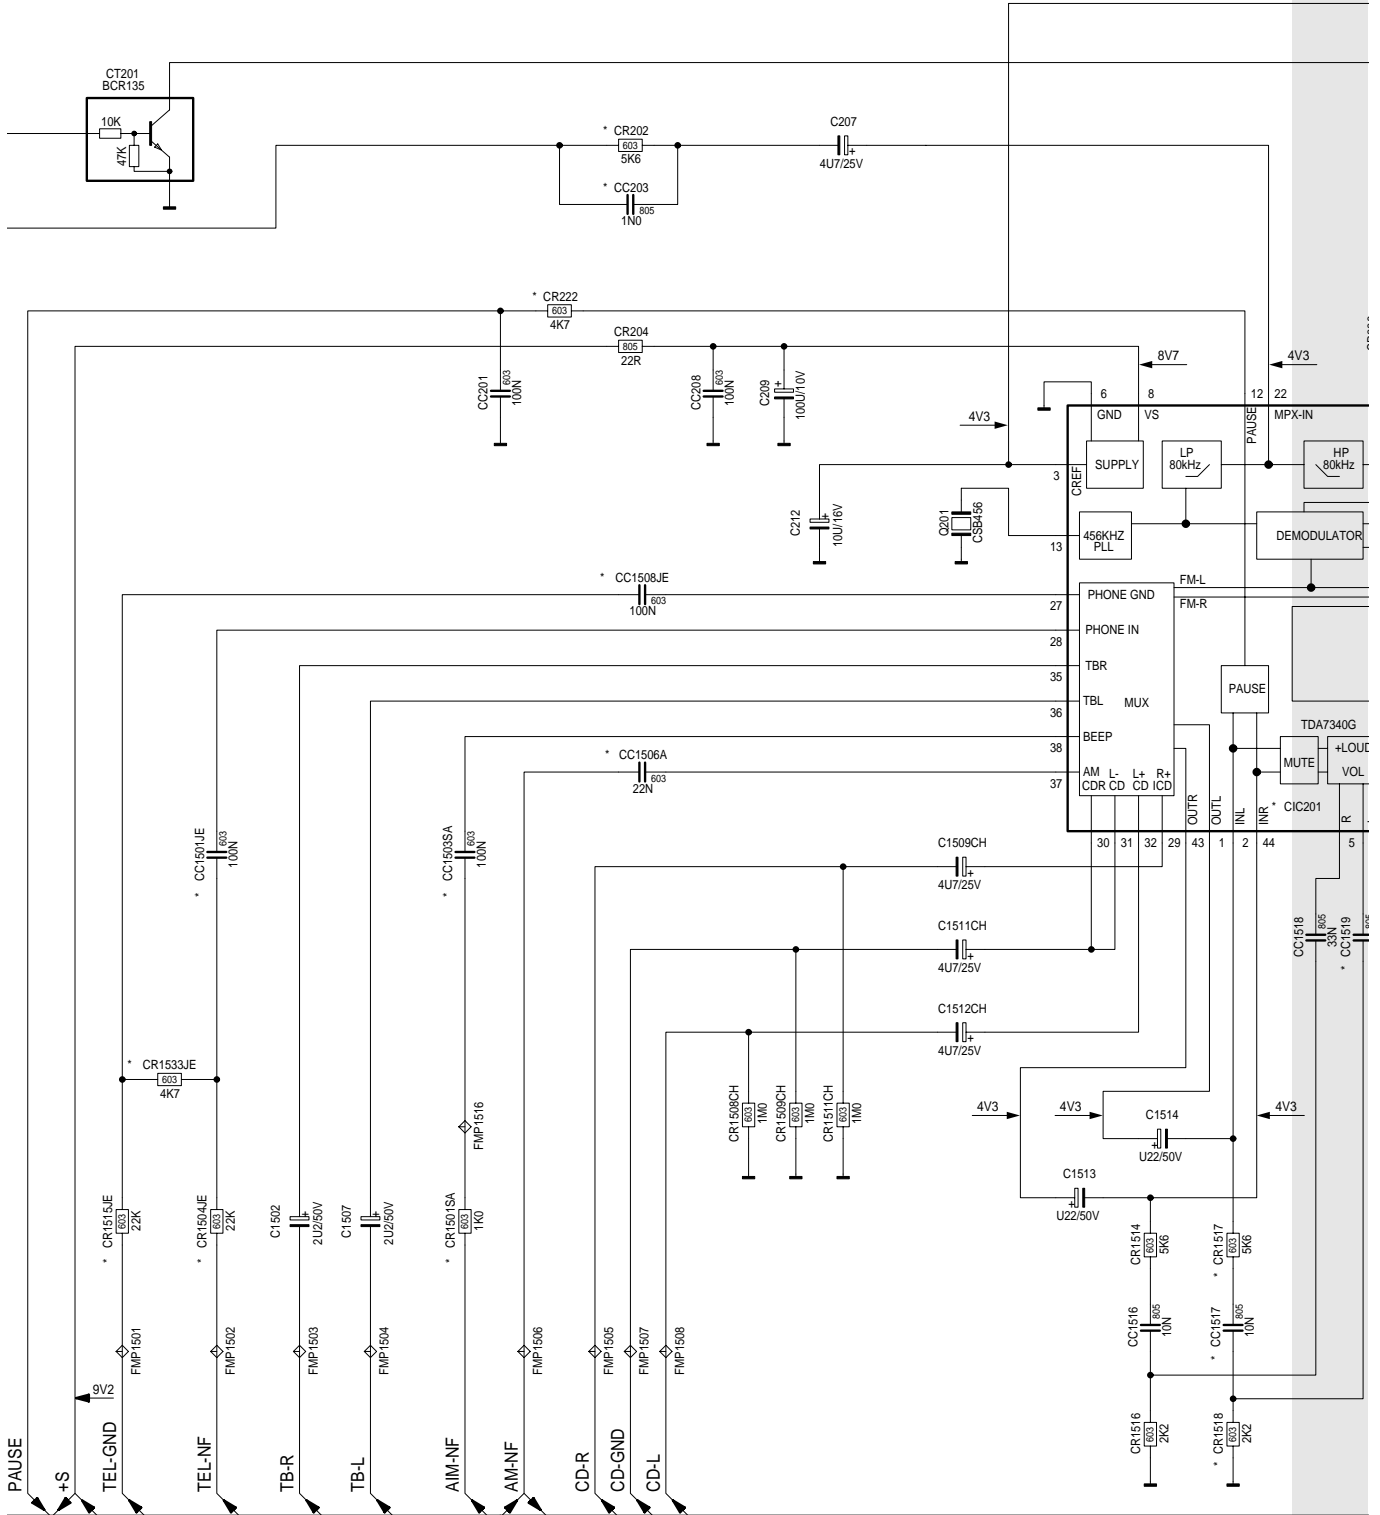 CT201
BCR135
10K
47K
* CR202
603
5K6
* CC203
805
1N0
C207
+
4U7/25V
* CR222
603
4K7
CR204
805
22R
CC201
603
100N
CC208
603
100N
C209
+
100U/10V
8V7
4V3
4V3
6
8
12
22
GND
VS
PAUSE
MPX-IN
SUPPLY
LP
80kHz
HP
80kHz
3
CREF
C212
+
10U/16V
Q201
CSB456
456KHZ
PLL
13
DEMODULATOR
* CC1508JE
603
100N
FM-L
FM-R
27
PHONE GND
28
PHONE IN
35
TBR
36
TBL
MUX
38
BEEP
37
AM
CDR
L-
CD
L+
CD
R+
ICD
PAUSE
TDA7340G
MUTE
+LOUD
VOL
* CIC201
OUTR
OUTL
INL
INR
R
30
31
32
29
43
1
2
44
5
* CC1506A
603
22N
* CC1501JE
603
100N
* CC1503SA
603
100N
C1509CH
+
4U7/25V
C1511CH
+
4U7/25V
C1512CH
+
4U7/25V
CC1518
805
33N
* CC1519
* CR1533JE
603
4K7
CR1508CH
603
1M0
CR1509CH
603
1M0
CR1511CH
603
1M0
4V3
4V3
4V3
C1514
+
U22/50V
C1513
+
U22/50V
FMP1516
* CR1515JE
603
22K
* CR1504JE
603
22K
C1502
+
2U2/50V
C1507
+
2U2/50V
* CR1501SA
603
1K0
CR1514
603
5K6
* CR1517
603
5K6
CC1516
805
10N
* CC1517
805
10N
FMP1501
FMP1502
FMP1503
FMP1504
FMP1506
FMP1505
FMP1507
FMP1508
9V2
CR1516
603
2K2
* CR1518
603
2K2
PAUSE
+S
TEL-GND
TEL-NF
TB-R
TB-L
AIM-NF
AM-NF
CD-R
CD-GND
CD-L